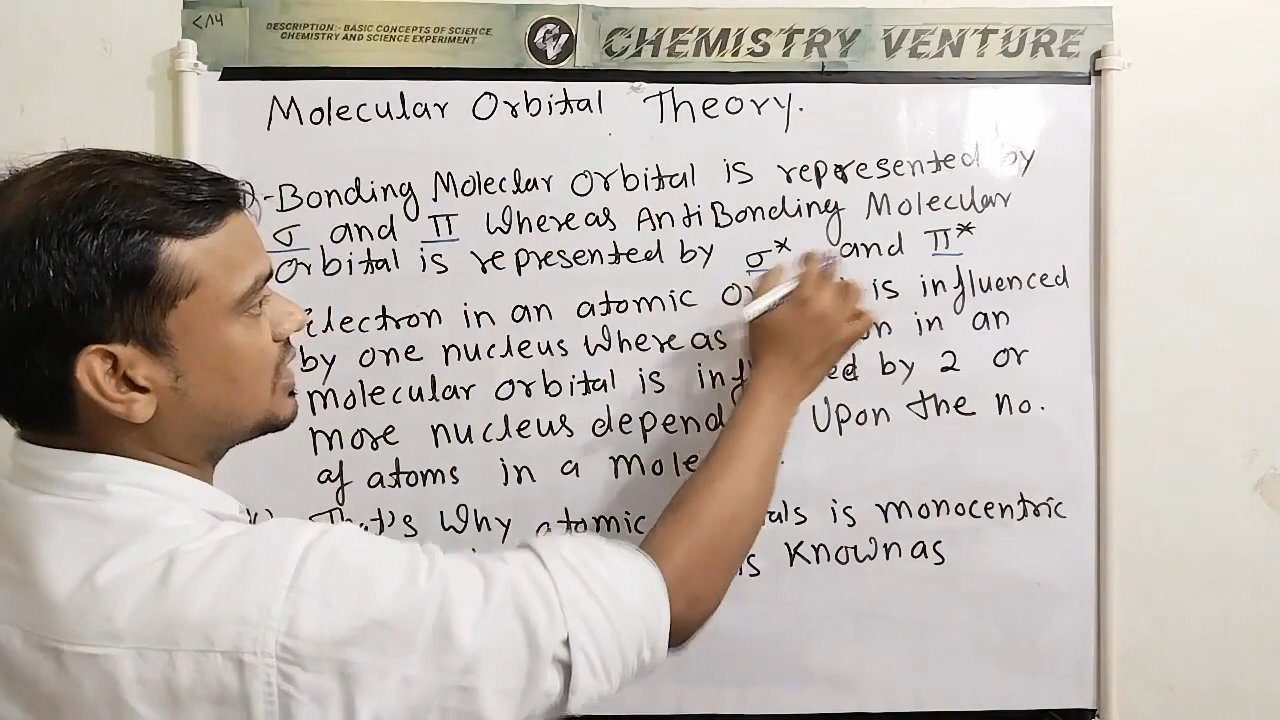 <14
DESCRIPTION:- BASIC CONCEPTS OF SCIENCE,
CHEMISTRY AND SCIENCE EXPERIMENT
CV
CHEMISTRY VENTURE
Molecular Orbital Theory.
Bonding Moleclar Orbital is represented by
σ and π Whereas AntiBonding Molecular
Orbital is represented by σ* and π*
Electron in an atomic is influenced
by one nucleus Whereas in an
molecular orbital is by 2 or
more nucleus Upon the no.
of atoms in a
That's Why atomic is monocentric
is Known as